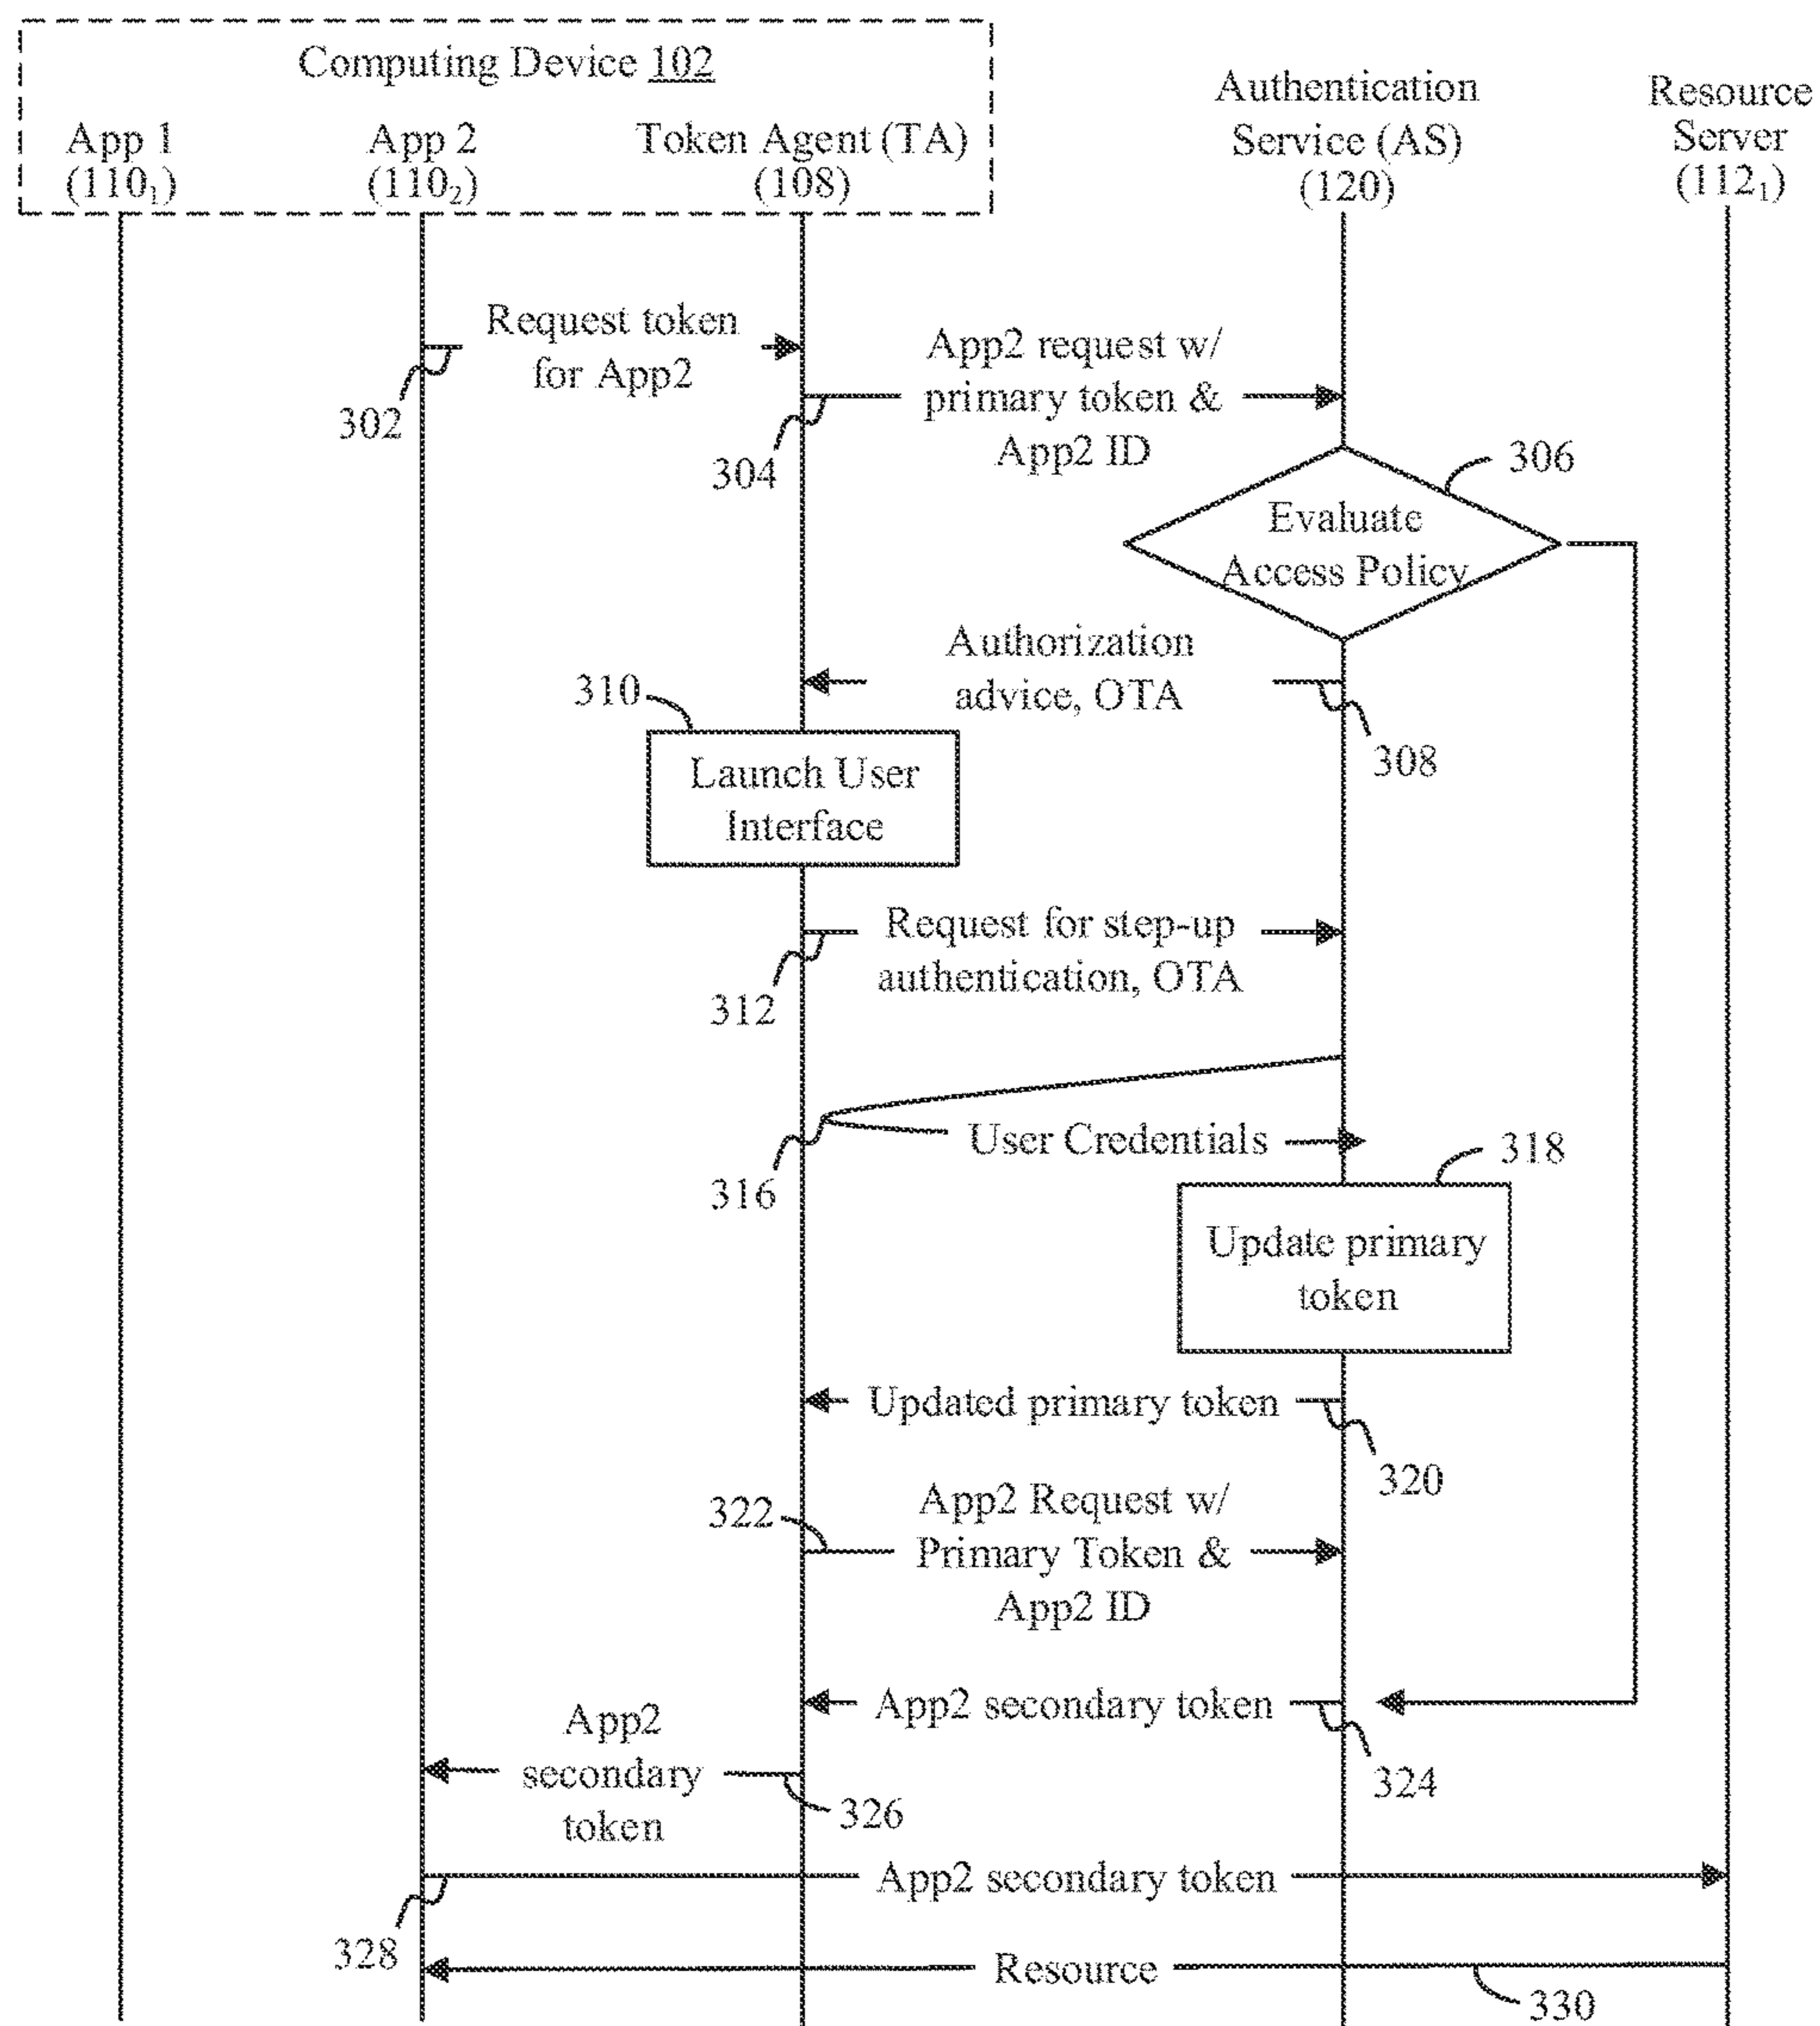 Computing Device 102
App 1
(110₁)
App 2
(110₂)
Token Agent (TA)
(108)
Authentication
Service (AS)
(120)
Resource
Server
(112₁)
Request token
for App2
302
App2 request w/
primary token &
App2 ID
304
306
Evaluate
Access Policy
Authorization
advice, OTA
308
310
Launch User
Interface
Request for step-up
authentication, OTA
312
User Credentials
316
318
Update primary
token
Updated primary token
320
322
App2 Request w/
Primary Token &
App2 ID
App2 secondary token
324
App2
secondary
token
326
App2 secondary token
328
Resource
330